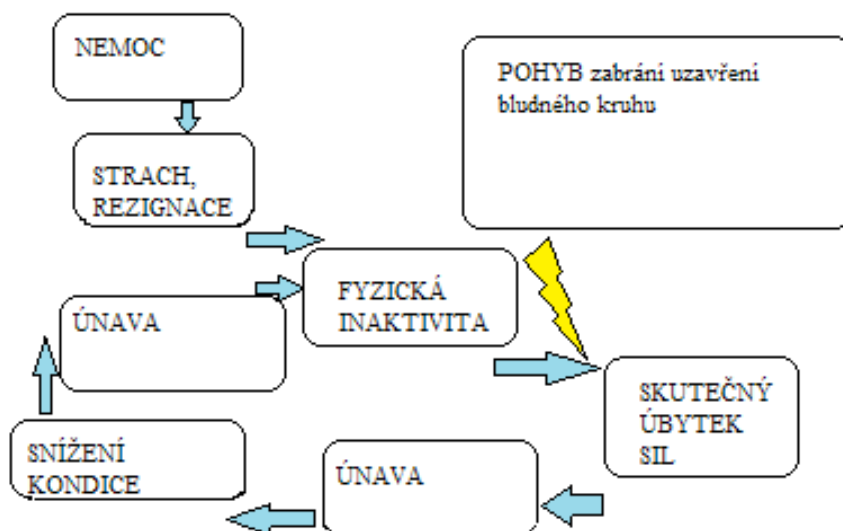 NEMOC
POHYB zabrání uzavření
bludného kruhu
STRACH,
REZIGNACE
FYZICKÁ
INAKTIVITA
ÚNAVA
SKUTEČNÝ
ÚBYTEK
SIL
SNÍŽENÍ
KONDICE
ÚNAVA